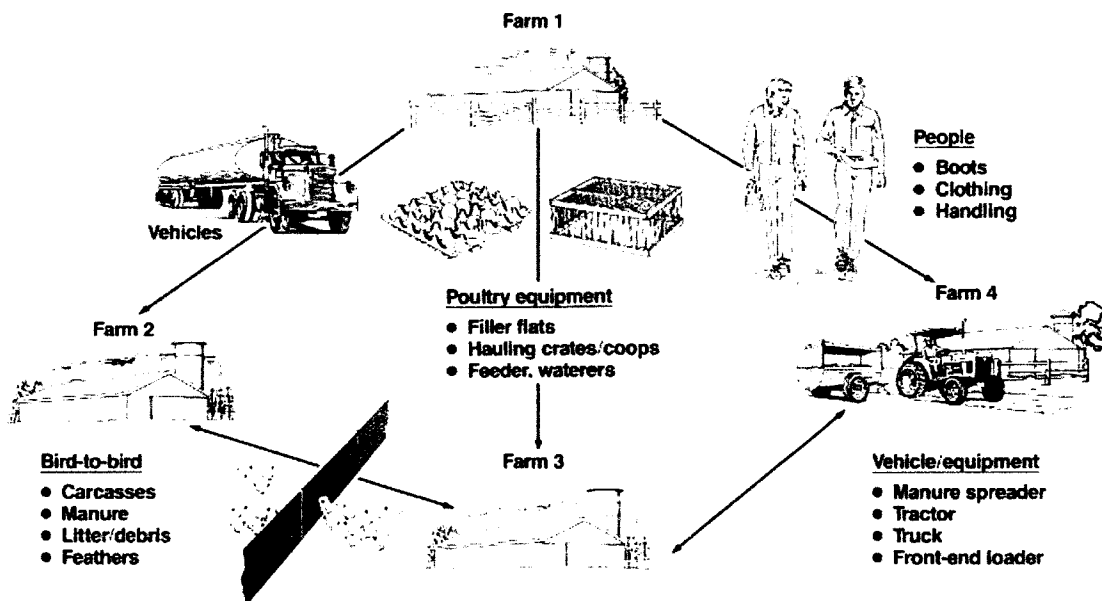 Farm 1
People
● Boots
● Clothing
● Handling
Vehicles
Poultry equipment
● Filler flats
● Hauling crates/coops
● Feeder, waterers
Farm 4
Farm 2
Bird-to-bird
● Carcasses
● Manure
● Litter/debris
● Feathers
Farm 3
Vehicle/equipment
● Manure spreader
● Tractor
● Truck
● Front-end loader